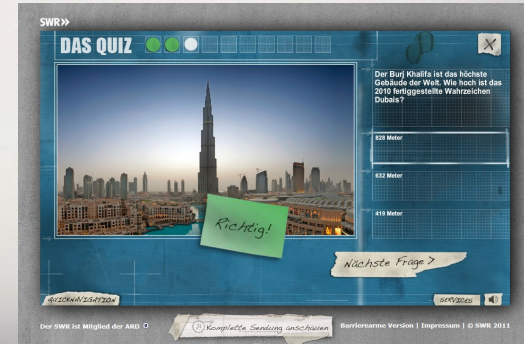 SWR»
DAS QUIZ
X
Der Burj Khalifa ist das höchste
Gebäude der Welt. Wie hoch ist das
2010 fertiggestellte Wahrzeichen
Dubais?
828 Meter
632 Meter
419 Meter
Richtig!
Nächste Frage >
QUICKNAVIGATION
SERVICES
Der SWR ist Mitglied der ARD
Komplette Sendung anschauen
Barrierearme Version | Impressum | © SWR 2011